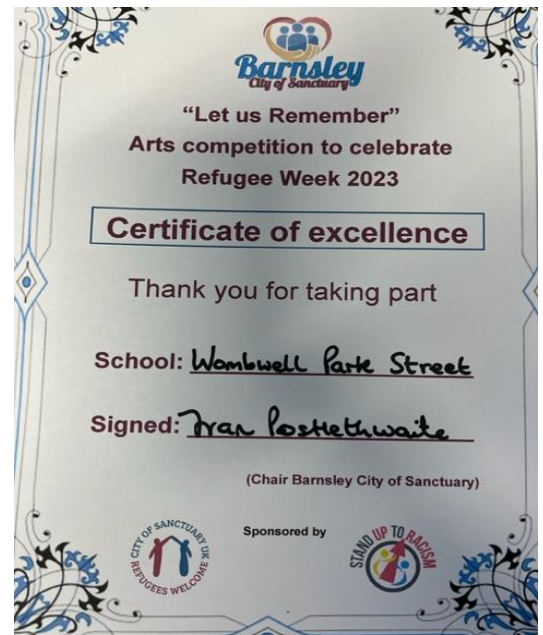 Barnsley
City of Sanctuary
“Let us Remember”
Arts competition to celebrate
Refugee Week 2023
Certificate of excellence
Thank you for taking part
School: Wombwell Park Street
Signed: Fran Postlethwaite
(Chair Barnsley City of Sanctuary)
Sponsored by
CITY OF SANCTUARY UK
REFUGEES WELCOME
STAND UP TO RACISM